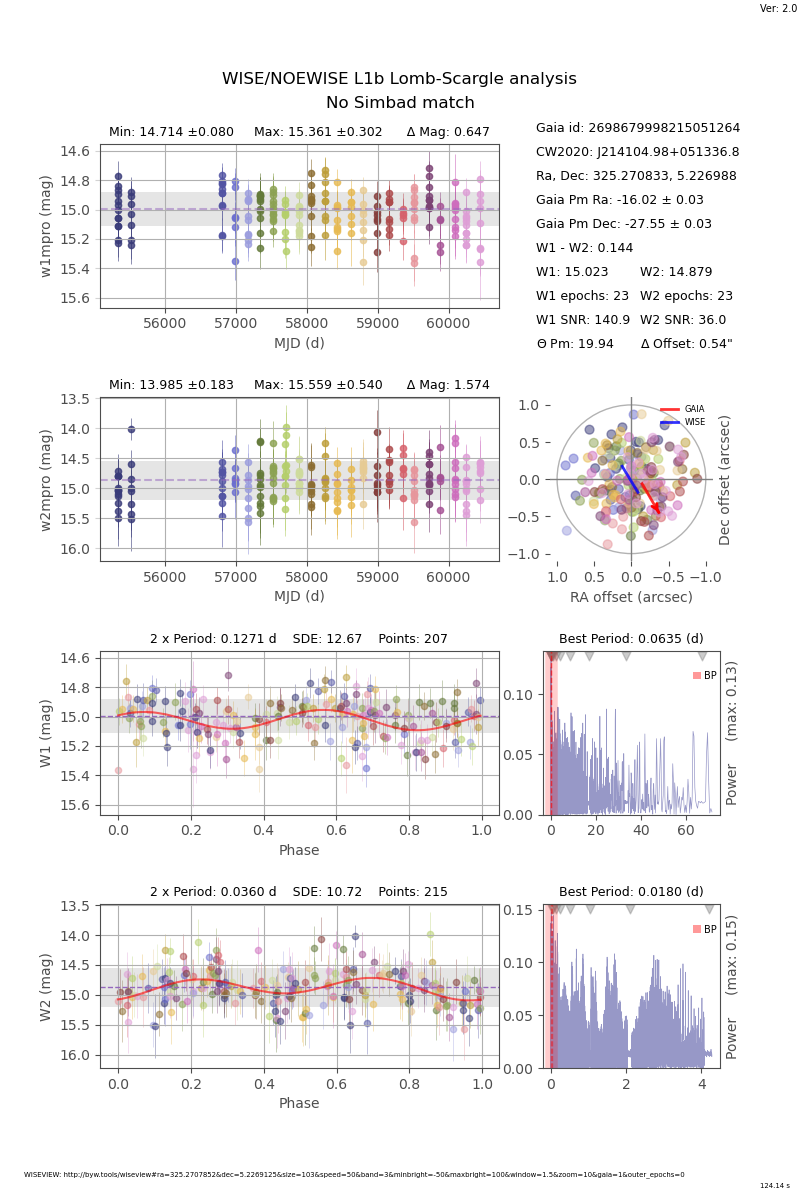 Ver: 2.0
WISE/NOEWISE L1b Lomb-Scargle analysis
No Simbad match
Min: 14.714 ±0.080 Max: 15.361 ±0.302 Δ Mag: 0.647
14.6
14.8
15.0
15.2
15.4
15.6
w1mpro (mag)
56000 57000 58000 59000 60000
MJD (d)
Gaia id: 2698679998215051264
CW2020: J214104.98+051336.8
Ra, Dec: 325.270833, 5.226988
Gaia Pm Ra: -16.02 ± 0.03
Gaia Pm Dec: -27.55 ± 0.03
W1 - W2: 0.144
W1: 15.023 W2: 14.879
W1 epochs: 23 W2 epochs: 23
W1 SNR: 140.9 W2 SNR: 36.0
Θ Pm: 19.94 Δ Offset: 0.54"
Min: 13.985 ±0.183 Max: 15.559 ±0.540 Δ Mag: 1.574
13.5
14.0
14.5
15.0
15.5
16.0
w2mpro (mag)
56000 57000 58000 59000 60000
MJD (d)
GAIA
WISE
1.0
0.5
0.0
−0.5
−1.0
Dec offset (arcsec)
1.0 0.5 0.0 −0.5 −1.0
RA offset (arcsec)
2 x Period: 0.1271 d SDE: 12.67 Points: 207
14.6
14.8
15.0
15.2
15.4
15.6
W1 (mag)
0.0 0.2 0.4 0.6 0.8 1.0
Phase
Best Period: 0.0635 (d)
BP
0.10
0.05
0.00
Power (max: 0.13)
0 20 40 60
2 x Period: 0.0360 d SDE: 10.72 Points: 215
13.5
14.0
14.5
15.0
15.5
16.0
W2 (mag)
0.0 0.2 0.4 0.6 0.8 1.0
Phase
Best Period: 0.0180 (d)
BP
0.15
0.10
0.05
0.00
Power (max: 0.15)
0 2 4
WISEVIEW: http://byw.tools/wiseview#ra=325.2707852&dec=5.2269125&size=103&speed=50&band=3&minbright=-50&maxbright=100&window=1.5&zoom=10&gaia=1&outer_epochs=0
124.14 s